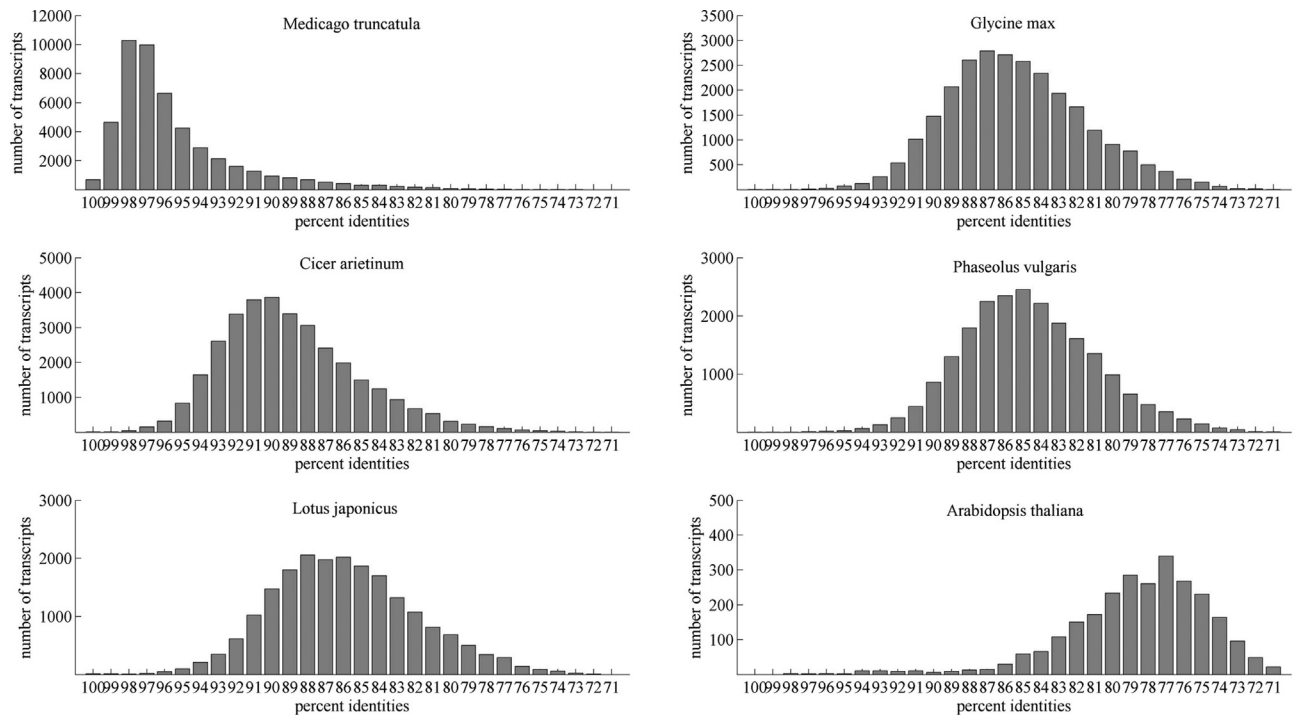 Medicago truncatula
number of transcripts
12000
10000
8000
6000
4000
2000
100 99 98 97 96 95 94 93 92 91 90 89 88 87 86 85 84 83 82 81 80 79 78 77 76 75 74 73 72 71
percent identities
Glycine max
number of transcripts
3500
3000
2500
2000
1500
1000
500
100 99 98 97 96 95 94 93 92 91 90 89 88 87 86 85 84 83 82 81 80 79 78 77 76 75 74 73 72 71
percent identities
Cicer arietinum
number of transcripts
5000
4000
3000
2000
1000
100 99 98 97 96 95 94 93 92 91 90 89 88 87 86 85 84 83 82 81 80 79 78 77 76 75 74 73 72 71
percent identities
Phaseolus vulgaris
number of transcripts
3000
2000
1000
100 99 98 97 96 95 94 93 92 91 90 89 88 87 86 85 84 83 82 81 80 79 78 77 76 75 74 73 72 71
percent identities
Lotus japonicus
number of transcripts
3000
2000
1000
100 99 98 97 96 95 94 93 92 91 90 89 88 87 86 85 84 83 82 81 80 79 78 77 76 75 74 73 72 71
percent identities
Arabidopsis thaliana
number of transcripts
500
400
300
200
100
100 99 98 97 96 95 94 93 92 91 90 89 88 87 86 85 84 83 82 81 80 79 78 77 76 75 74 73 72 71
percent identities